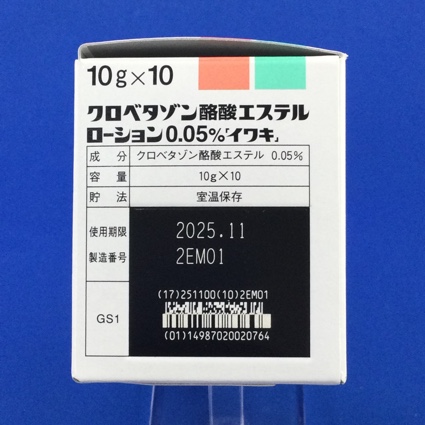 10g×10
クロベタゾン酪酸エステル
ローション0.05%「イワキ」
成分 クロベタゾン酪酸エステル 0.05%
容量 10g×10
貯法 室温保存
使用期限 2025.11
製造番号 2EM01
(17)251100(10)2EM01
GS1
(01)14987020020764